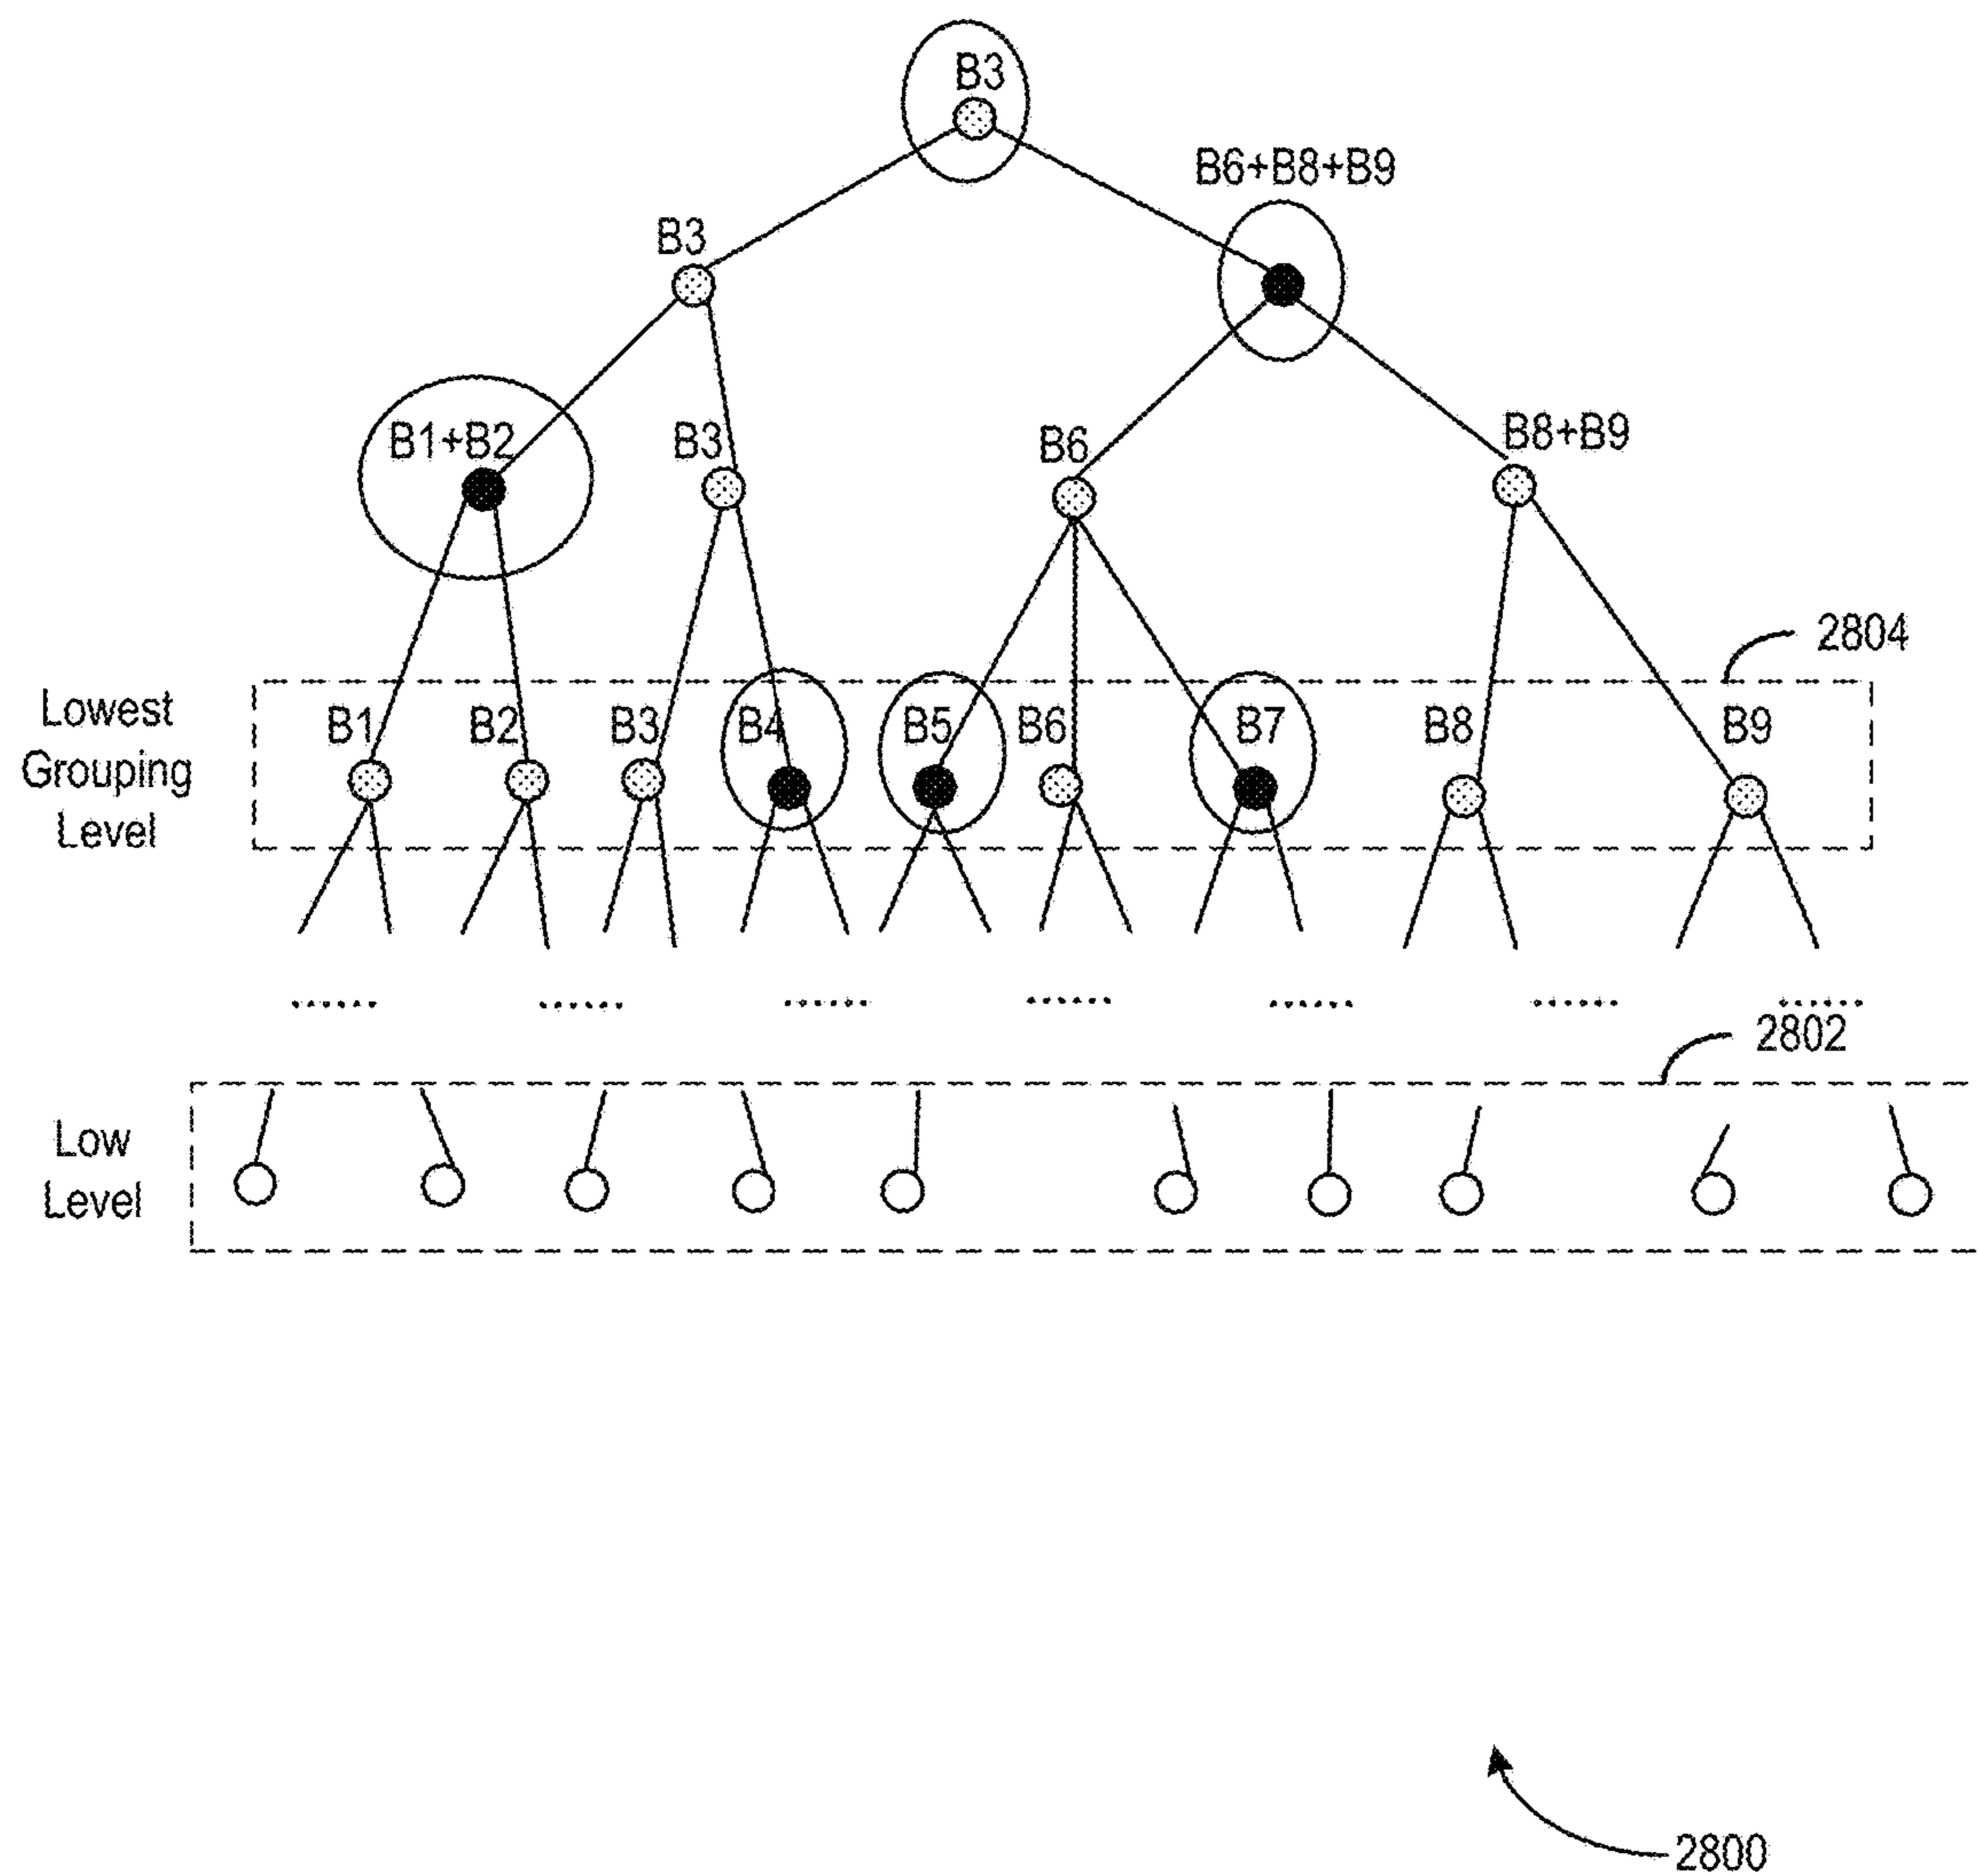 B3
B6+B8+B9
B3
B1+B2
B3
B6
B8+B9
2804
Lowest
Grouping
Level
B1
B2
B3
B4
B5
B6
B7
B8
B9
2802
Low
Level
2800